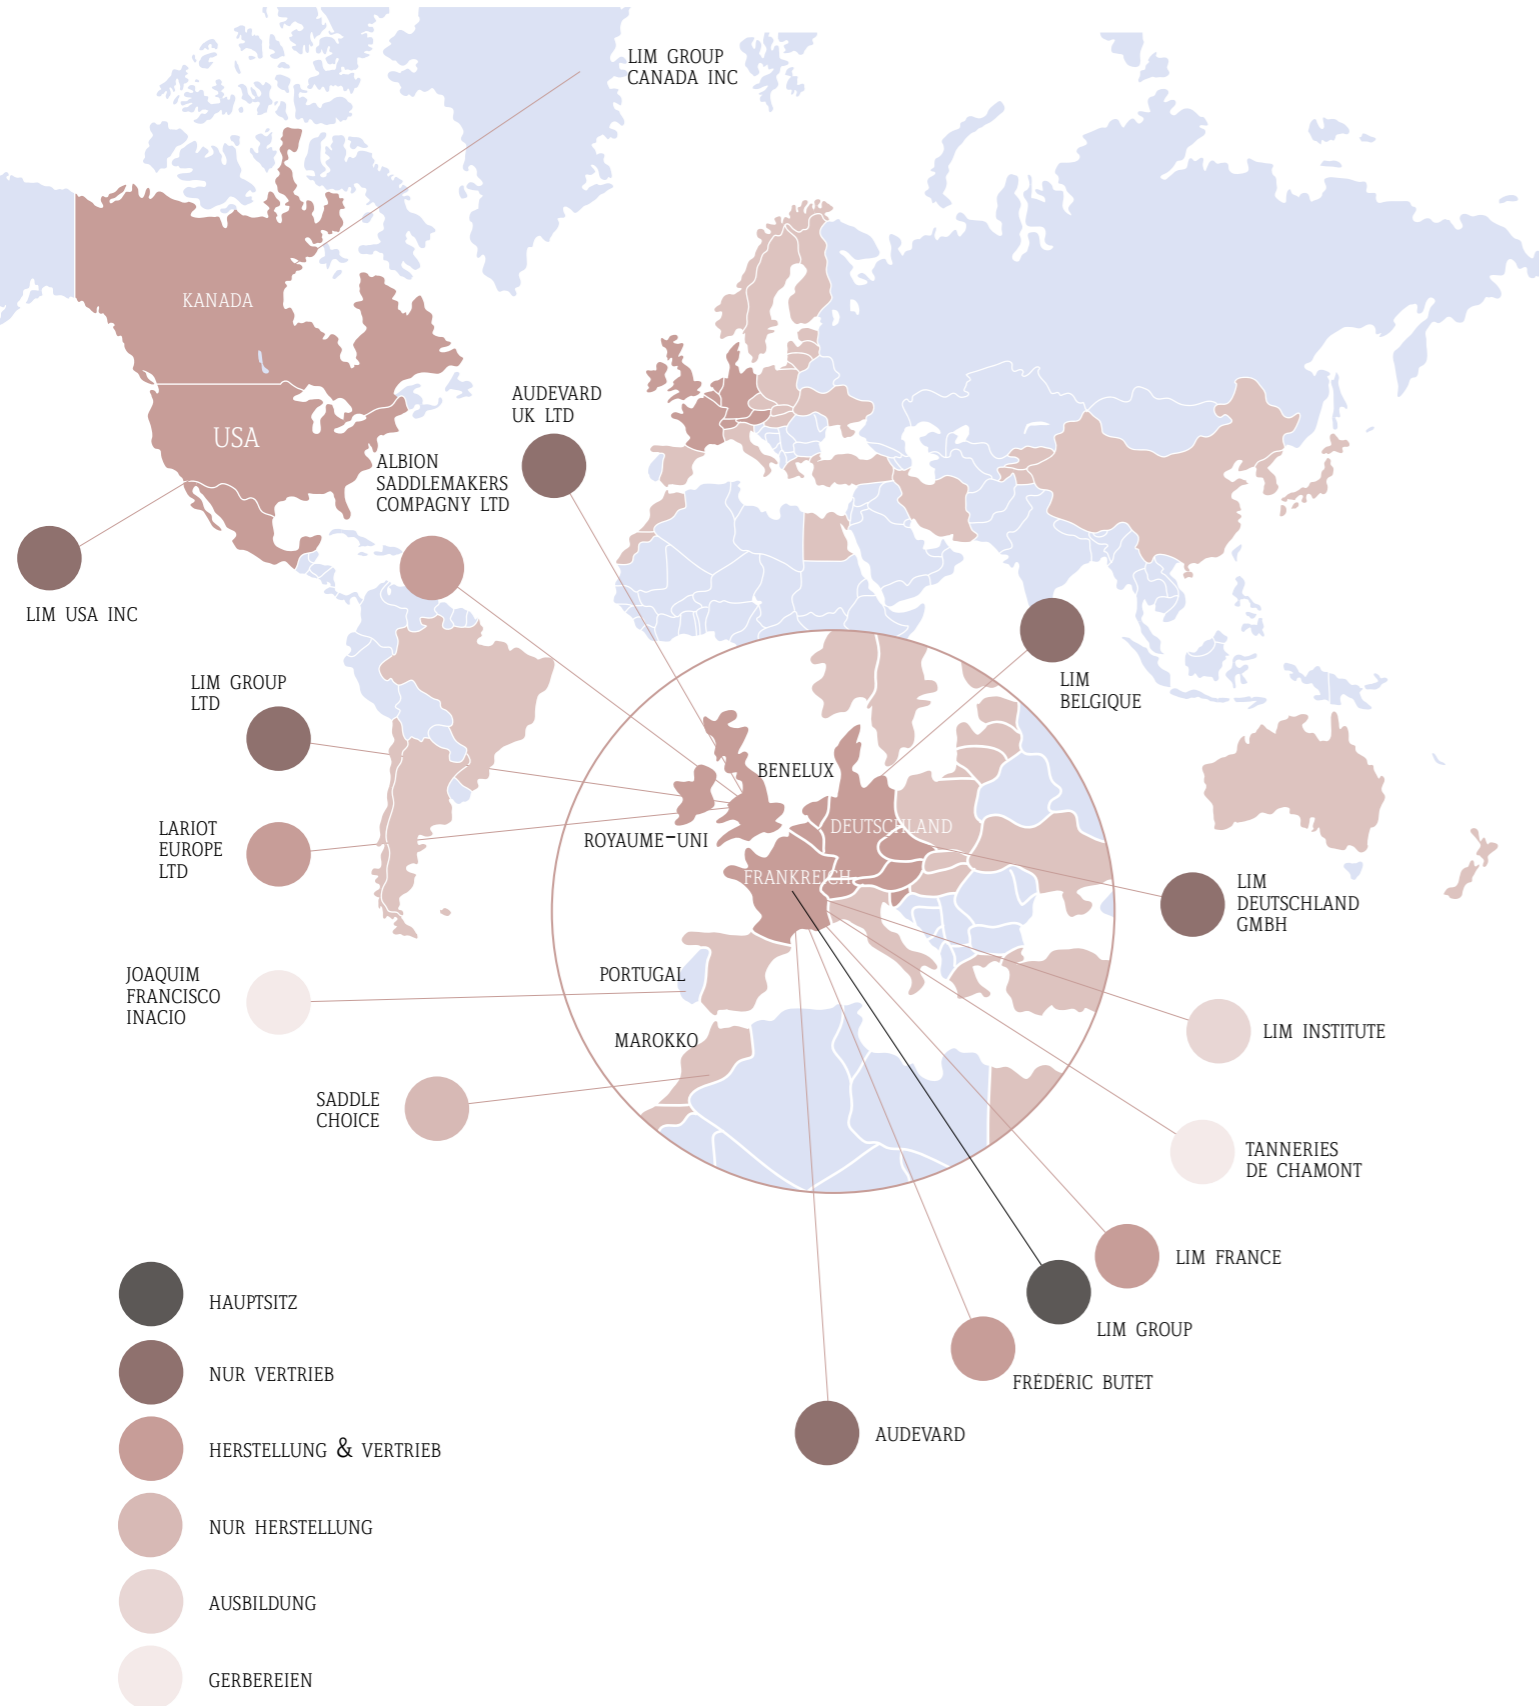 LIM GROUP
CANADA INC
KANADA
USA
AUDEVARD
UK LTD
ALBION
SADDLEMAKERS
COMPAGNY LTD
LIM USA INC
LIM GROUP
LTD
LIM
BELGIQUE
BENELUX
DEUTSCHLAND
ROYAUME-UNI
LARIOT
EUROPE
LTD
FRANKREICH
LIM
DEUTSCHLAND
GMBH
JOAQUIM
FRANCISCO
INACIO
PORTUGAL
MAROKKO
LIM INSTITUTE
SADDLE
CHOICE
TANNERIES
DE CHAMONT
LIM FRANCE
LIM GROUP
FRÉDÉRIC BUTET
AUDEVARD
HAUPTSITZ
NUR VERTRIEB
HERSTELLUNG & VERTRIEB
NUR HERSTELLUNG
AUSBILDUNG
GERBEREIEN